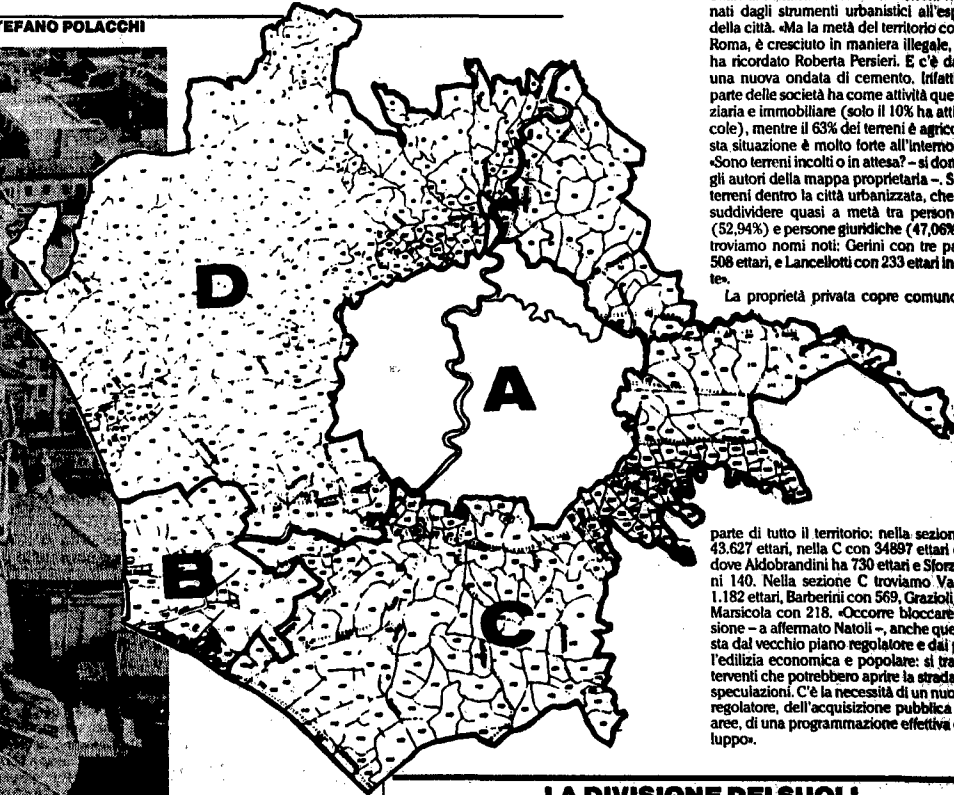 TEFANO POLACCHI
nati dagli strumenti urbanistici all'esp
della città. «Ma la metà del territorio co
Roma, è cresciuto in maniera illegale,
ha ricordato Roberta Persieri. E c'è da
una nuova ondata di cemento. Infatti
parte delle società ha come attività que
ziaria e immobiliare (solo il 10% ha atti
cole), mentre il 63% dei terreni è agrico
sta situazione è molto forte all'interno
«Sono terreni incolti o in attesa? – si don
gli autori della mappa proprietaria –. S
terreni dentro la città urbanizzata, che
suddividere quasi a metà tra person
(52,94%) e persone giuridiche (47,06%
troviamo nomi noti: Gerini con tre pa
508 ettari, e Lancellotti con 233 ettari in
te».
La proprietà privata copre comunq
D
A
B
C
parte di tutto il territorio: nella sezion
43.627 ettari, nella C con 34897 ettari
dove Aldobrandini ha 730 ettari e Sforz
ni 140. Nella sezione C troviamo Va
1.182 ettari, Barberini con 569, Grazioli,
Marsicola con 218. «Occorre bloccare
sione – a affermato Natoli –, anche que
sta dal vecchio piano regolatore e dai p
l'edilizia economica e popolare: si tra
terventi che potrebbero aprire la strada
speculazioni. C'è la necessità di un nuo
regolatore, dell'acquisizione pubblica
aree, di una programmazione effettiva
luppo».
LA DIVISIONE DEI SUOLI